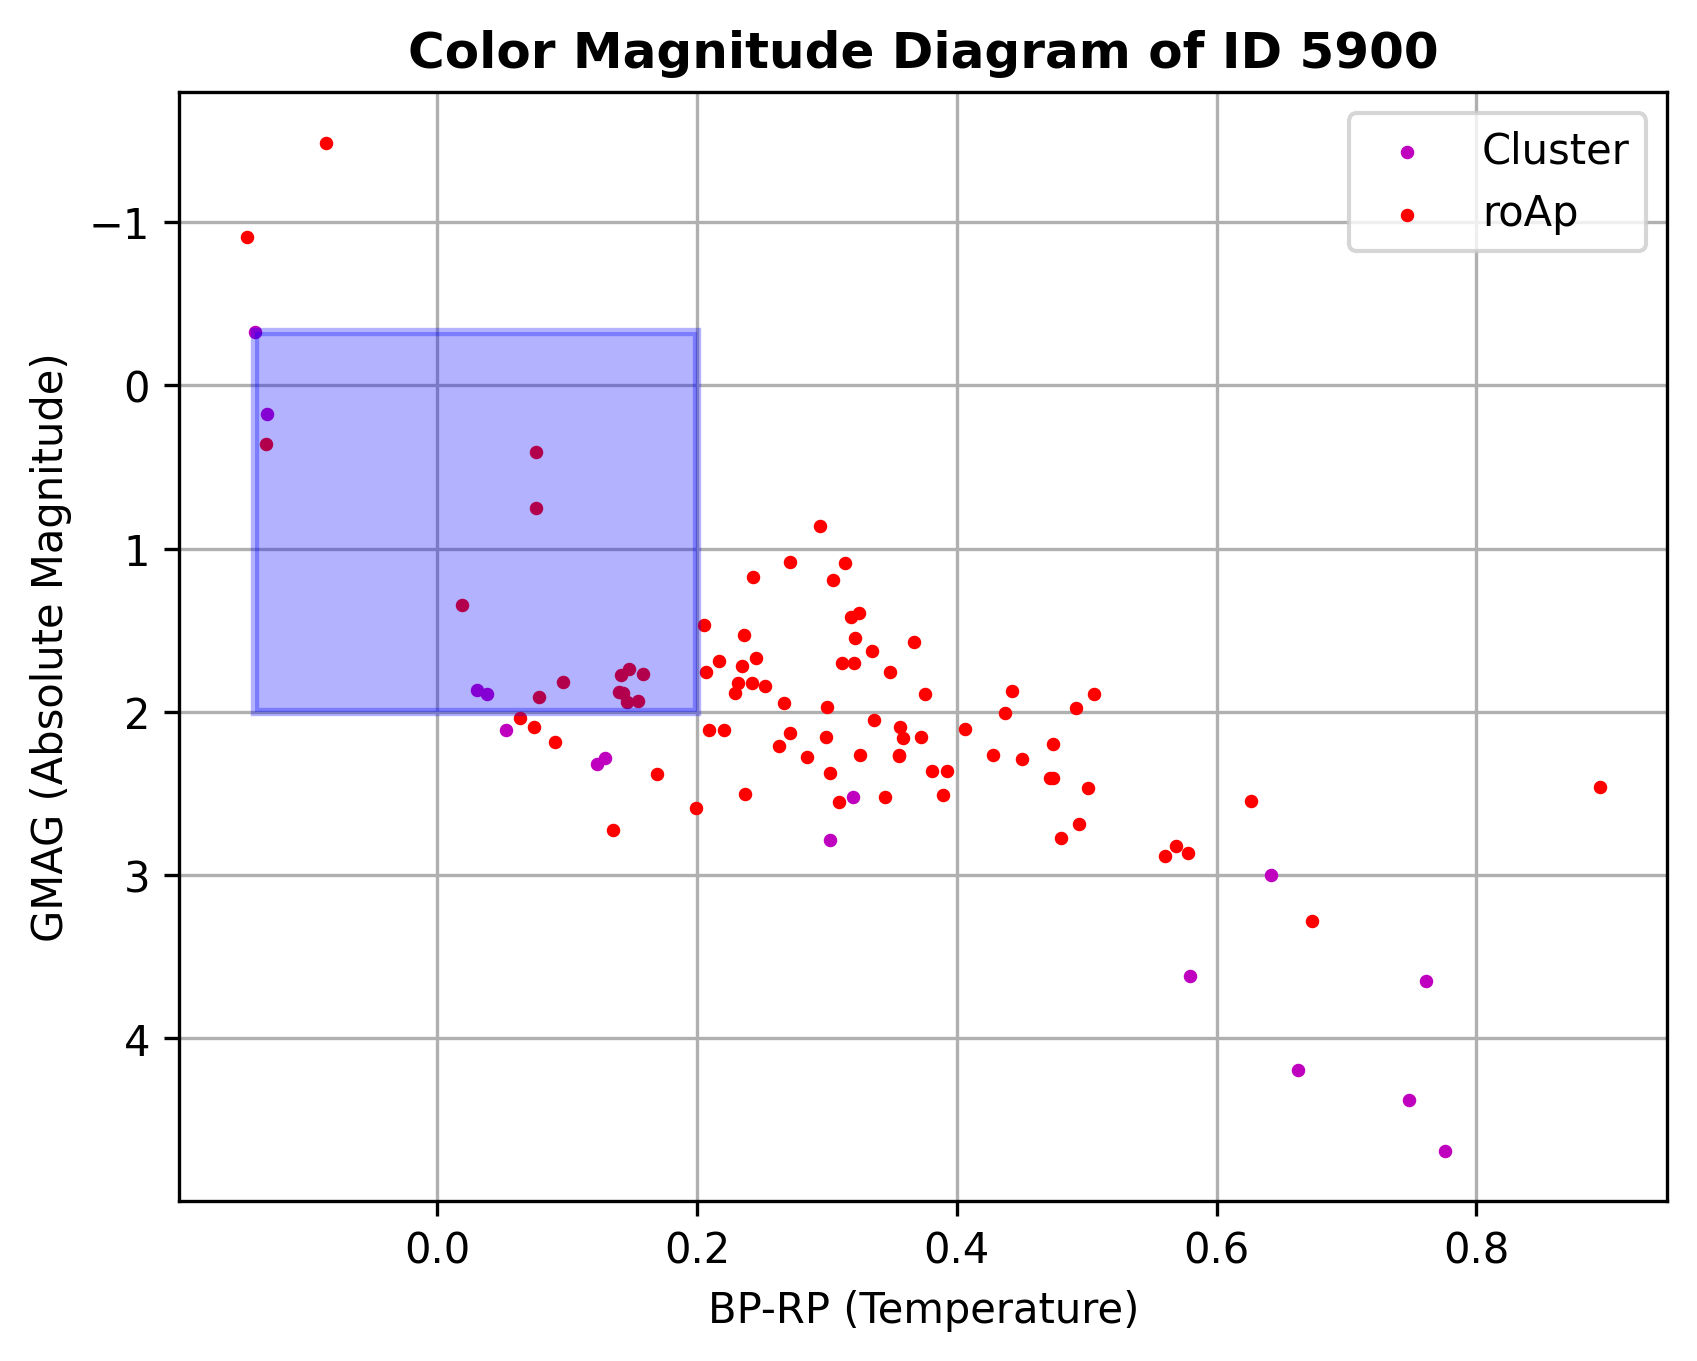 Color Magnitude Diagram of ID 5900
Cluster
roAp
GMAG (Absolute Magnitude)
−1
0
1
2
3
4
0.0 0.2 0.4 0.6 0.8
BP-RP (Temperature)